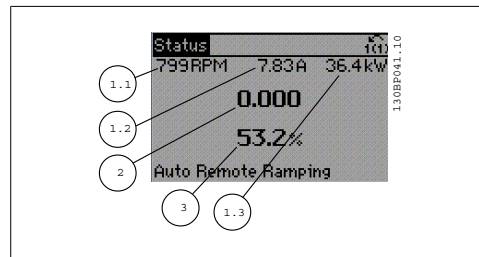 Status 1(1)
799RPM 7.83A 36.4kW
0.000
53.2%
Auto Remote Ramping
1.1
1.2
2
3
1.3
130BP041.10